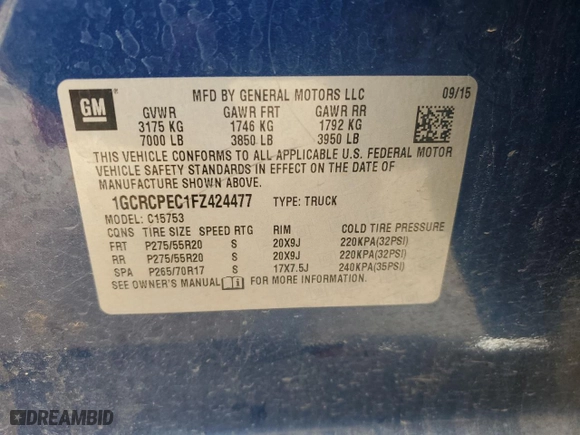 GM
MFD BY GENERAL MOTORS LLC 09/15
GVWR GAWR FRT GAWR RR
3175 KG 1746 KG 1792 KG
7000 LB 3850 LB 3950 LB
THIS VEHICLE CONFORMS TO ALL APPLICABLE U.S. FEDERAL MOTOR
VEHICLE SAFETY STANDARDS IN EFFECT ON THE DATE OF
MANUFACTURE SHOWN ABOVE.
1GCRCPEC1FZ424477 TYPE: TRUCK
MODEL: C15753
CQNS TIRE SIZE SPEED RTG RIM COLD TIRE PRESSURE
FRT P275/55R20 S 20X9J 220KPA(32PSI)
RR P275/55R20 S 20X9J 220KPA(32PSI)
SPA P265/70R17 S 17X7.5J 240KPA(35PSI)
SEE OWNER'S MANUAL FOR MORE INFORMATION
DREAMBID